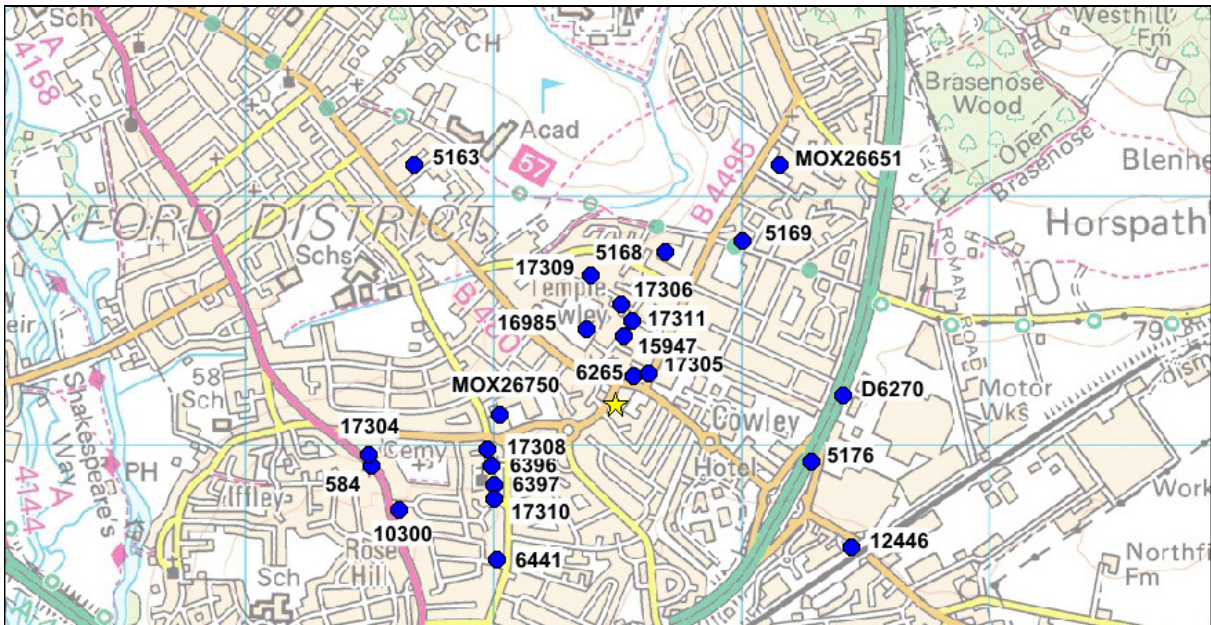 Sch
A
4158
CH
Westhill
Fm
Brasenose
Wood
Acad
57
5163
B 4495
MOX26651
Open
Brasenose
Blenhe
OXFORD DISTRICT
Horspath
Schs
5168
5169
17309
Temple
Cowley
17306
17311
16985
B 480
15947
ROMAN ROAD
79
eir
6265
17305
dism
58
Sch
MOX26750
D6270
Motor
Wks
Shakespeare's
Way
17304
Cowley
Cemy
17308
6396
5176
PH
Iffley
584
6397
Hotel
Work
A
4144
17310
10300
Rose
Hill
12446
6441
Sch
Northfi
Fm